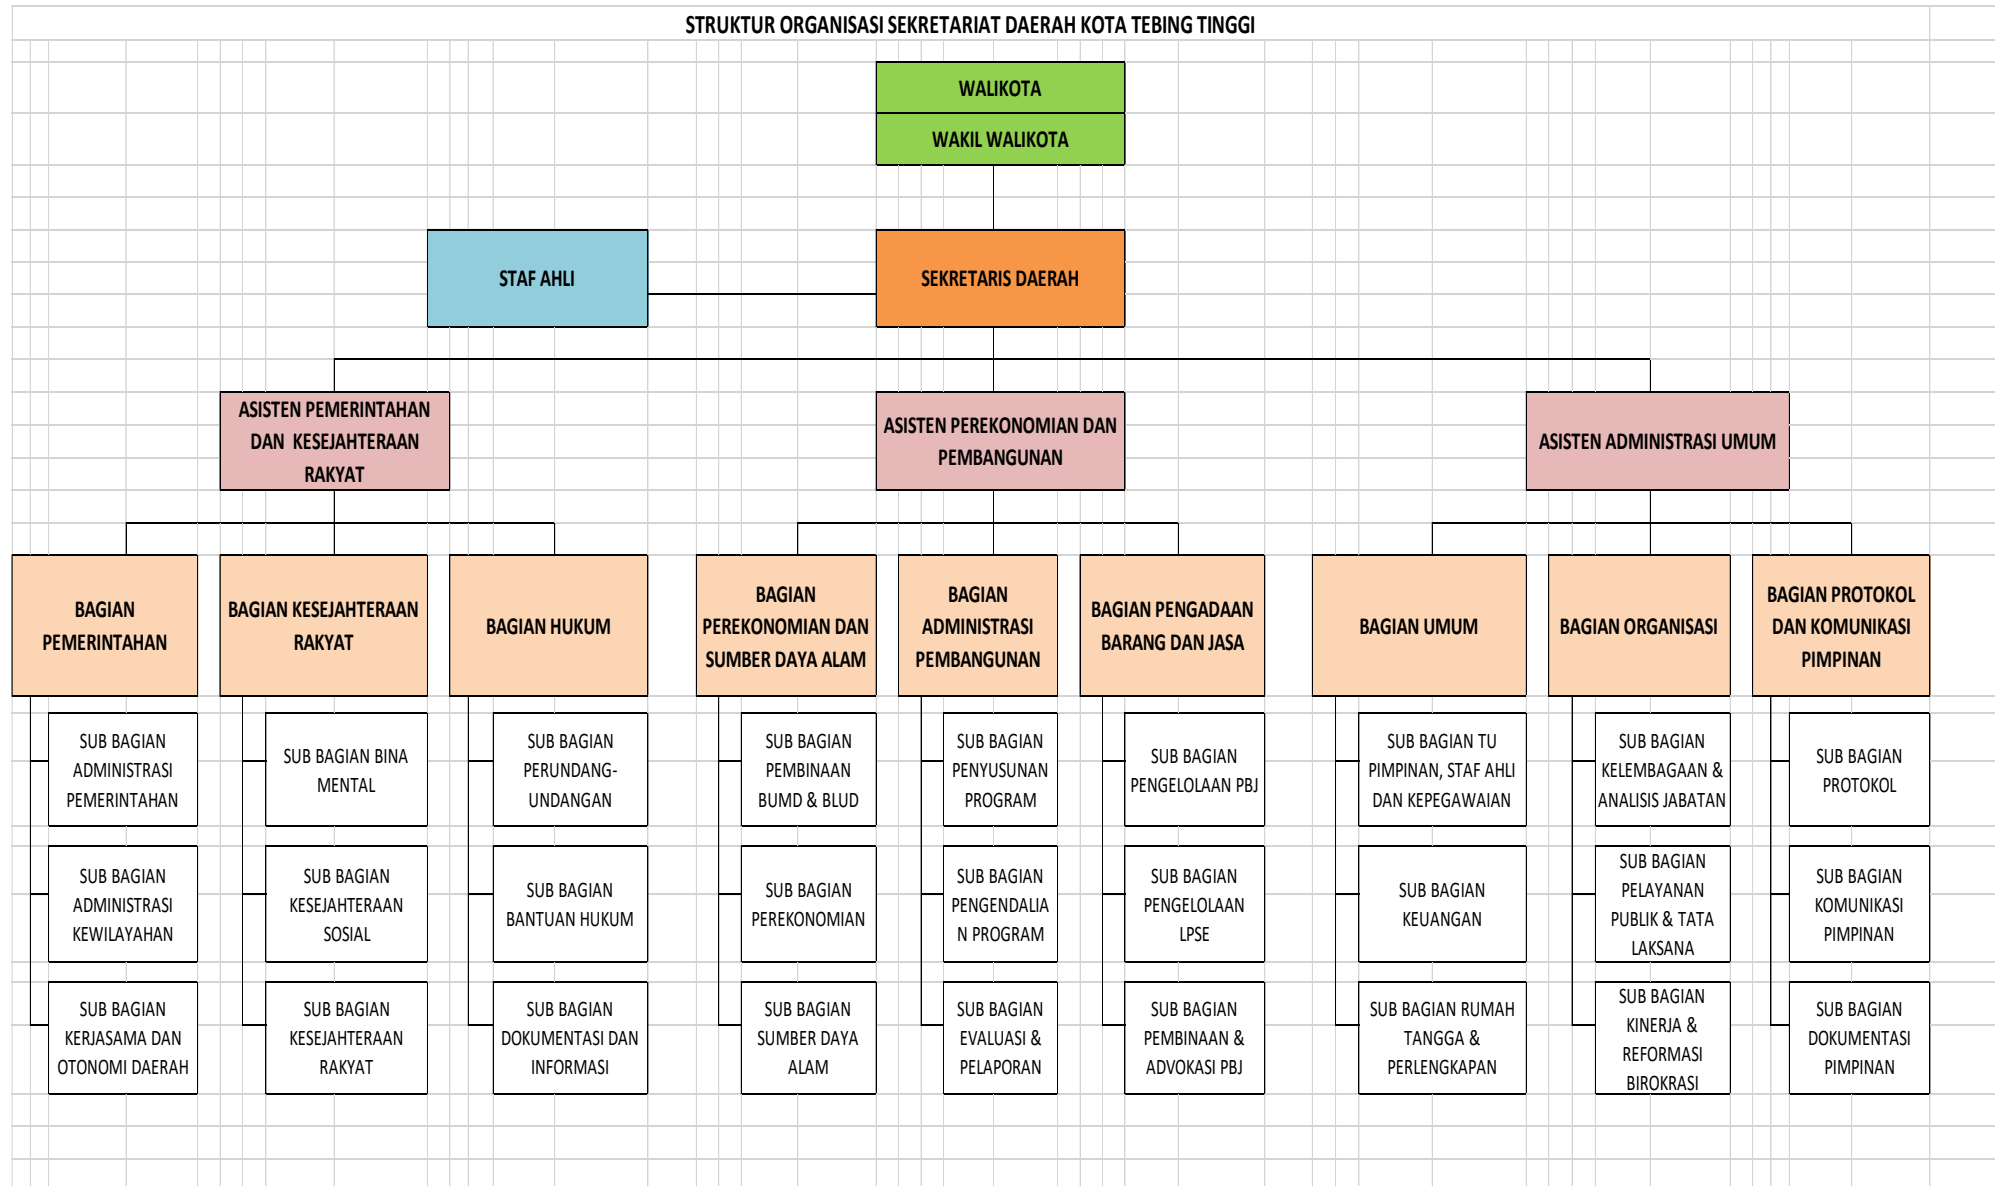 STRUKTUR ORGANISASI SEKRETARIAT DAERAH KOTA TEBING TINGGI
WALIKOTA
WAKIL WALIKOTA
STAF AHLI
SEKRETARIS DAERAH
ASISTEN PEMERINTAHAN
DAN KESEJAHTERAAN
RAKYAT
ASISTEN PEREKONOMIAN DAN
PEMBANGUNAN
ASISTEN ADMINISTRASI UMUM
BAGIAN
PEMERINTAHAN
BAGIAN KESEJAHTERAAN
RAKYAT
BAGIAN HUKUM
BAGIAN
PEREKONOMIAN DAN
SUMBER DAYA ALAM
BAGIAN
ADMINISTRASI
PEMBANGUNAN
BAGIAN PENGADAAN
BARANG DAN JASA
BAGIAN UMUM
BAGIAN ORGANISASI
BAGIAN PROTOKOL
DAN KOMUNIKASI
PIMPINAN
SUB BAGIAN
ADMINISTRASI
PEMERINTAHAN
SUB BAGIAN BINA
MENTAL
SUB BAGIAN
PERUNDANG-
UNDANGAN
SUB BAGIAN
PEMBINAAN
BUMD & BLUD
SUB BAGIAN
PENYUSUNAN
PROGRAM
SUB BAGIAN
PENGELOLAAN PBJ
SUB BAGIAN TU
PIMPINAN, STAF AHLI
DAN KEPEGAWAIAN
SUB BAGIAN
KELEMBAGAAN &
ANALISIS JABATAN
SUB BAGIAN
PROTOKOL
SUB BAGIAN
ADMINISTRASI
KEWILAYAHAN
SUB BAGIAN
KESEJAHTERAAN
SOSIAL
SUB BAGIAN
BANTUAN HUKUM
SUB BAGIAN
PEREKONOMIAN
SUB BAGIAN
PENGENDALIA
N PROGRAM
SUB BAGIAN
PENGELOLAAN
LPSE
SUB BAGIAN
KEUANGAN
SUB BAGIAN
PELAYANAN
PUBLIK & TATA
LAKSANA
SUB BAGIAN
KOMUNIKASI
PIMPINAN
SUB BAGIAN
KERJASAMA DAN
OTONOMI DAERAH
SUB BAGIAN
KESEJAHTERAAN
RAKYAT
SUB BAGIAN
DOKUMENTASI DAN
INFORMASI
SUB BAGIAN
SUMBER DAYA
ALAM
SUB BAGIAN
EVALUASI &
PELAPORAN
SUB BAGIAN
PEMBINAAN &
ADVOKASI PBJ
SUB BAGIAN RUMAH
TANGGA &
PERLENGKAPAN
SUB BAGIAN
KINERJA &
REFORMASI
BIROKRASI
SUB BAGIAN
DOKUMENTASI
PIMPINAN